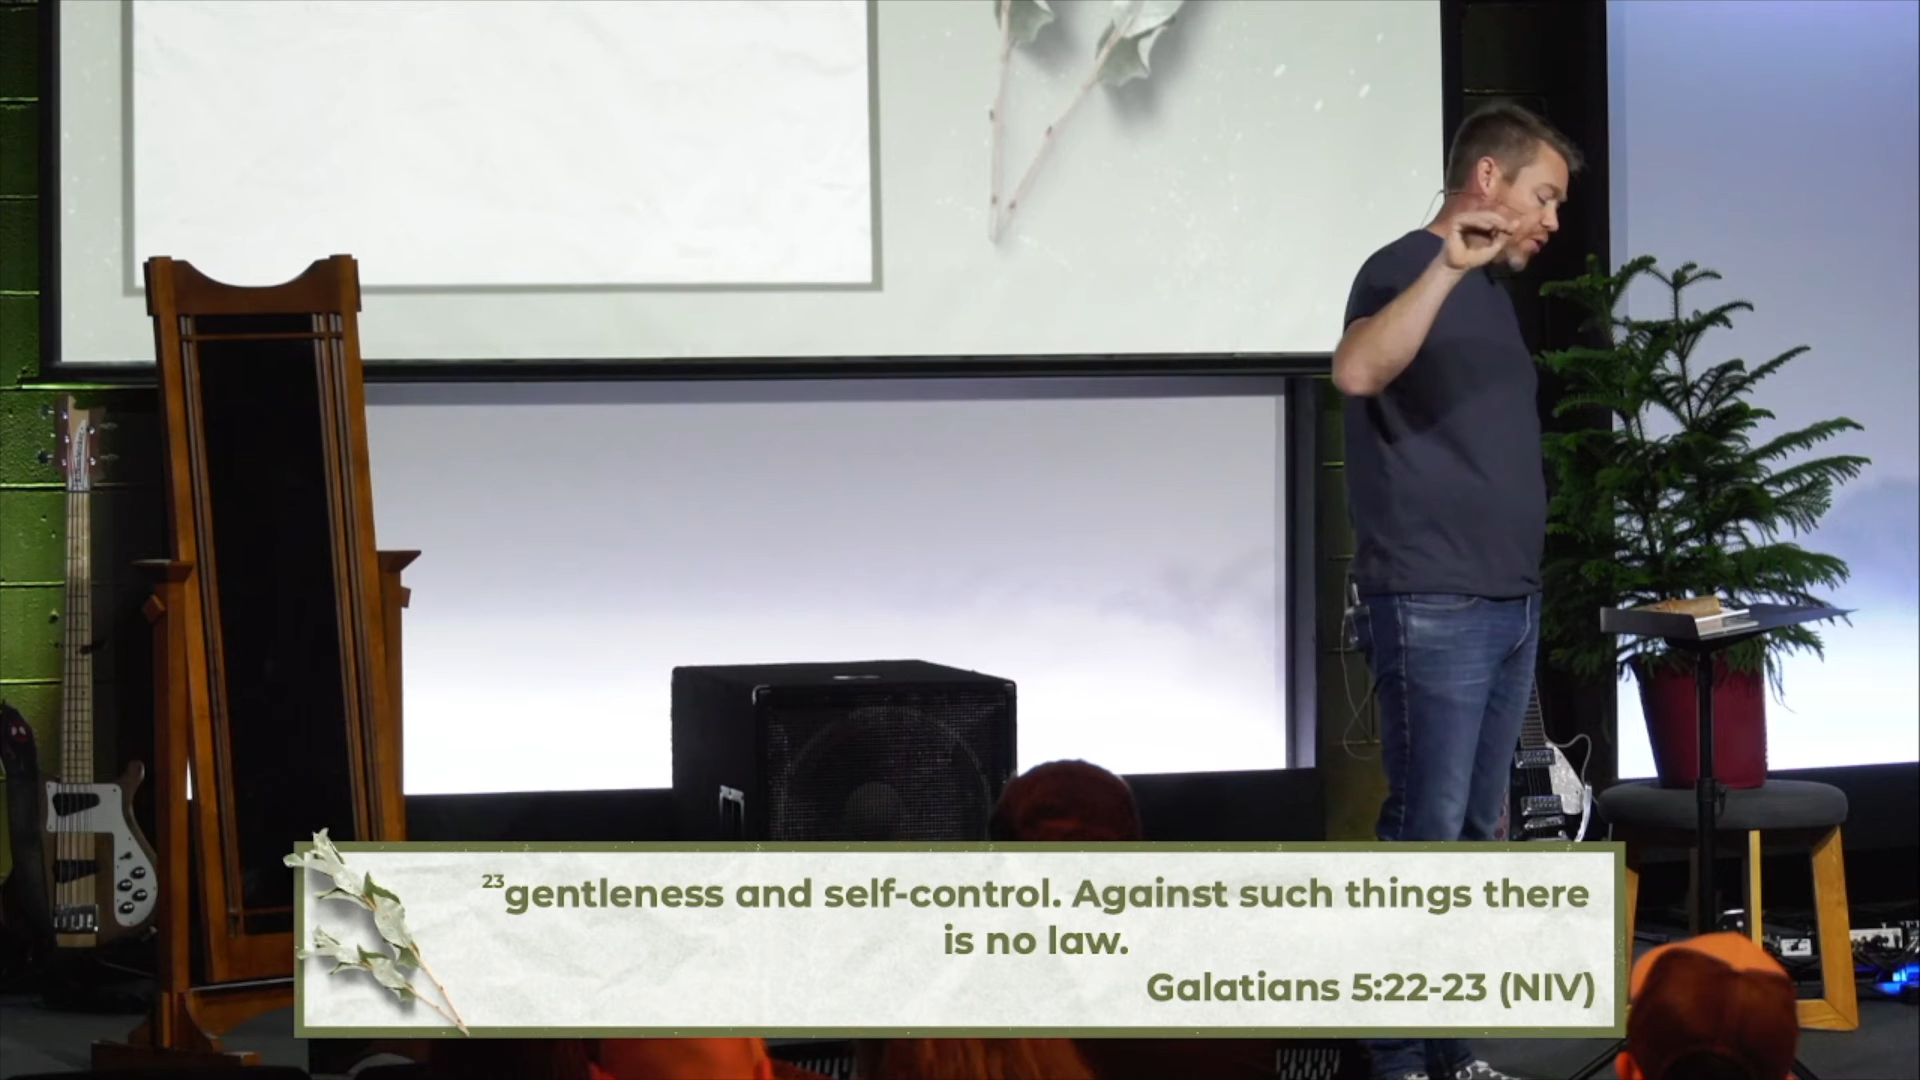 ²³gentleness and self-control. Against such things there
is no law.
Galatians 5:22-23 (NIV)